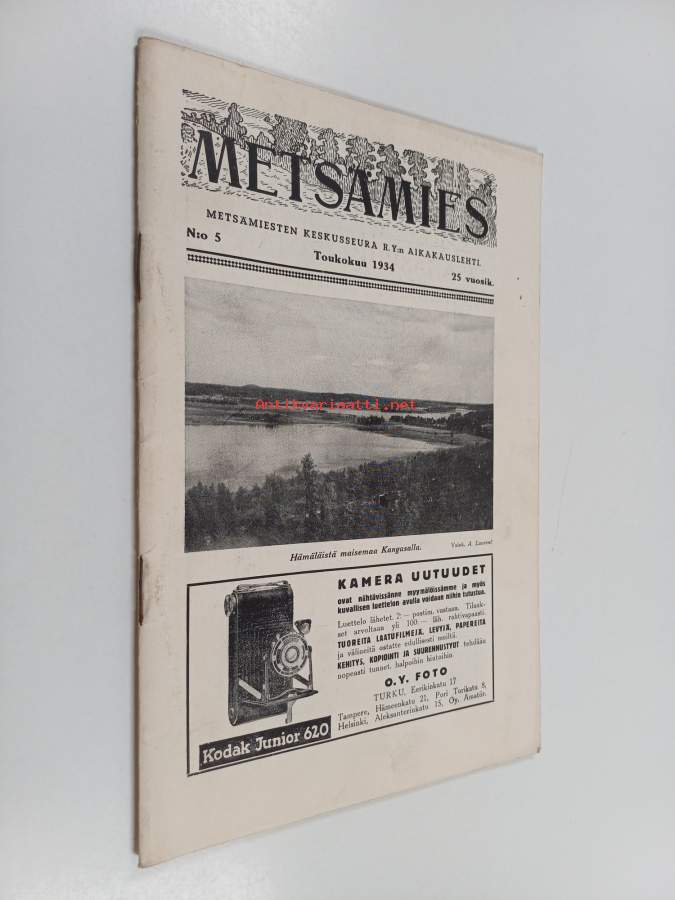 METSÄMIES
METSÄMIESTEN KESKUSSEURA R.Y:n AIKAKAUSLEHTI.
N:o 5 Toukokuu 1934 25 vuosik.
Antikvariaatti.net
Hämäläistä maisemaa Kangasalla.
Valok. A.
KAMERA UUTUUDET
ovat nähtävissänne myymälöissämme ja myös
kuvallisen luettelon avulla voidaan niihin tutustua.
Luettelo lähetet. 2:— postim. vastaan. Tilauk-
set arvoltaan yli 100:— läh. rahtivapaasti.
TUOREITA LAATUFILMEJÄ, LEVYJÄ, PAPEREITA
ja välineitä ostatte edullisesti meiltä.
KEHITYS, KOPIOINTI JA SUURENNUSTYÖT tehdään
nopeasti tunnet. halpoihin hintoihin.
O.Y. FOTO
TURKU, Eerikinkatu 17
Tampere, Hämeenkatu 21, Pori Torikatu 8,
Helsinki, Aleksanterinkatu 15, Oy. Amatör.
Kodak Junior 620